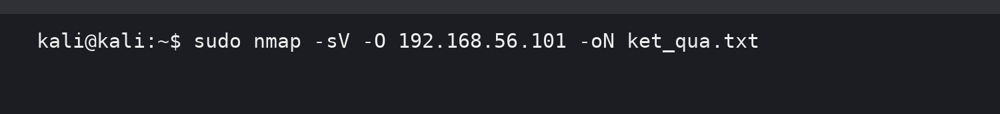 kali@kali:~$ sudo nmap -sV -O 192.168.56.101 -oN ket_qua.txt